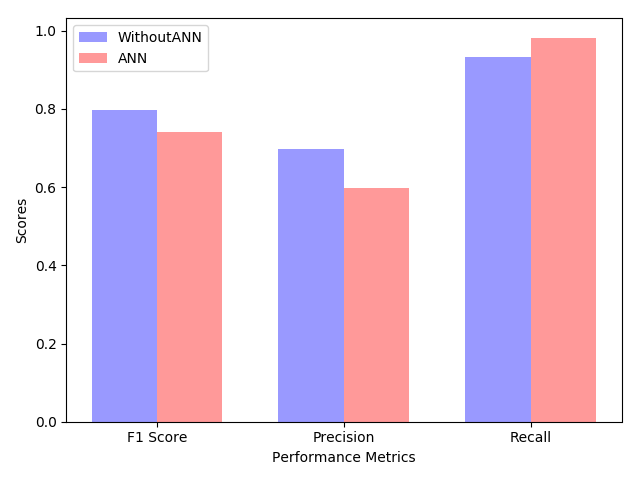 WithoutANN
ANN
1.0
0.8
0.6
0.4
0.2
0.0
Scores
F1 Score
Precision
Recall
Performance Metrics